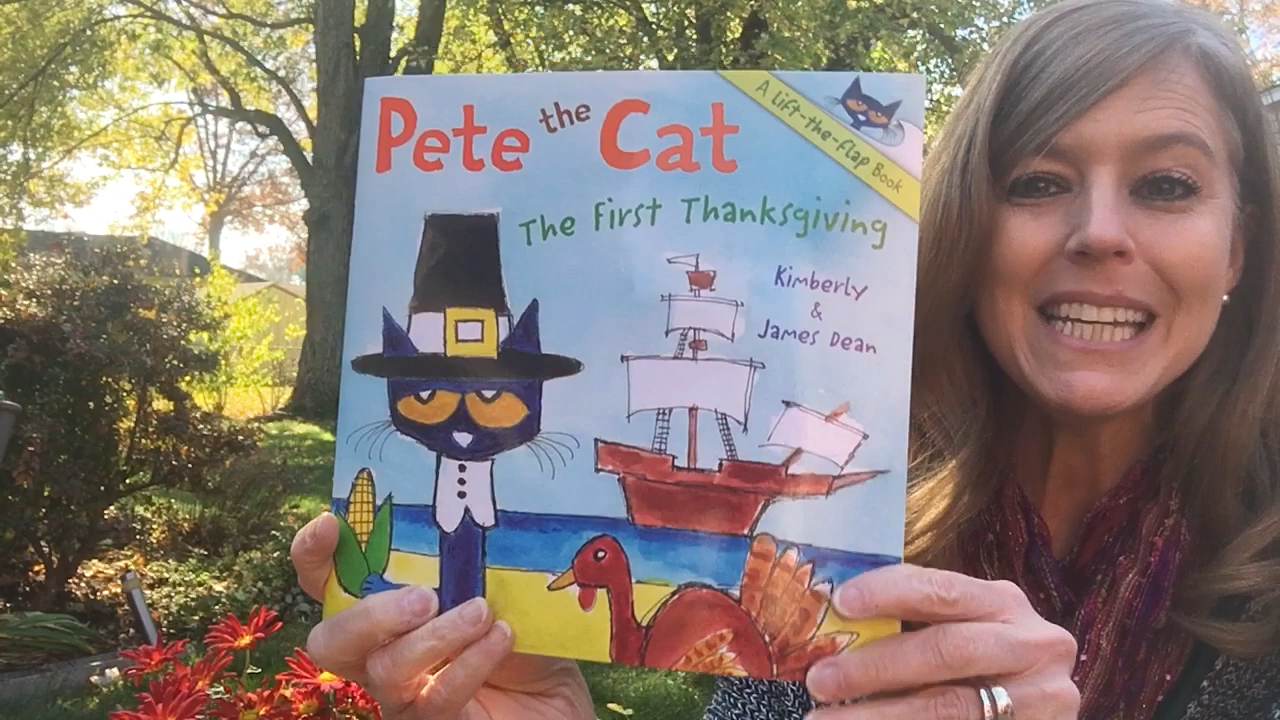 Pete the Cat
A Lift-the-Flap Book
The First Thanksgiving
Kimberly
&
James Dean